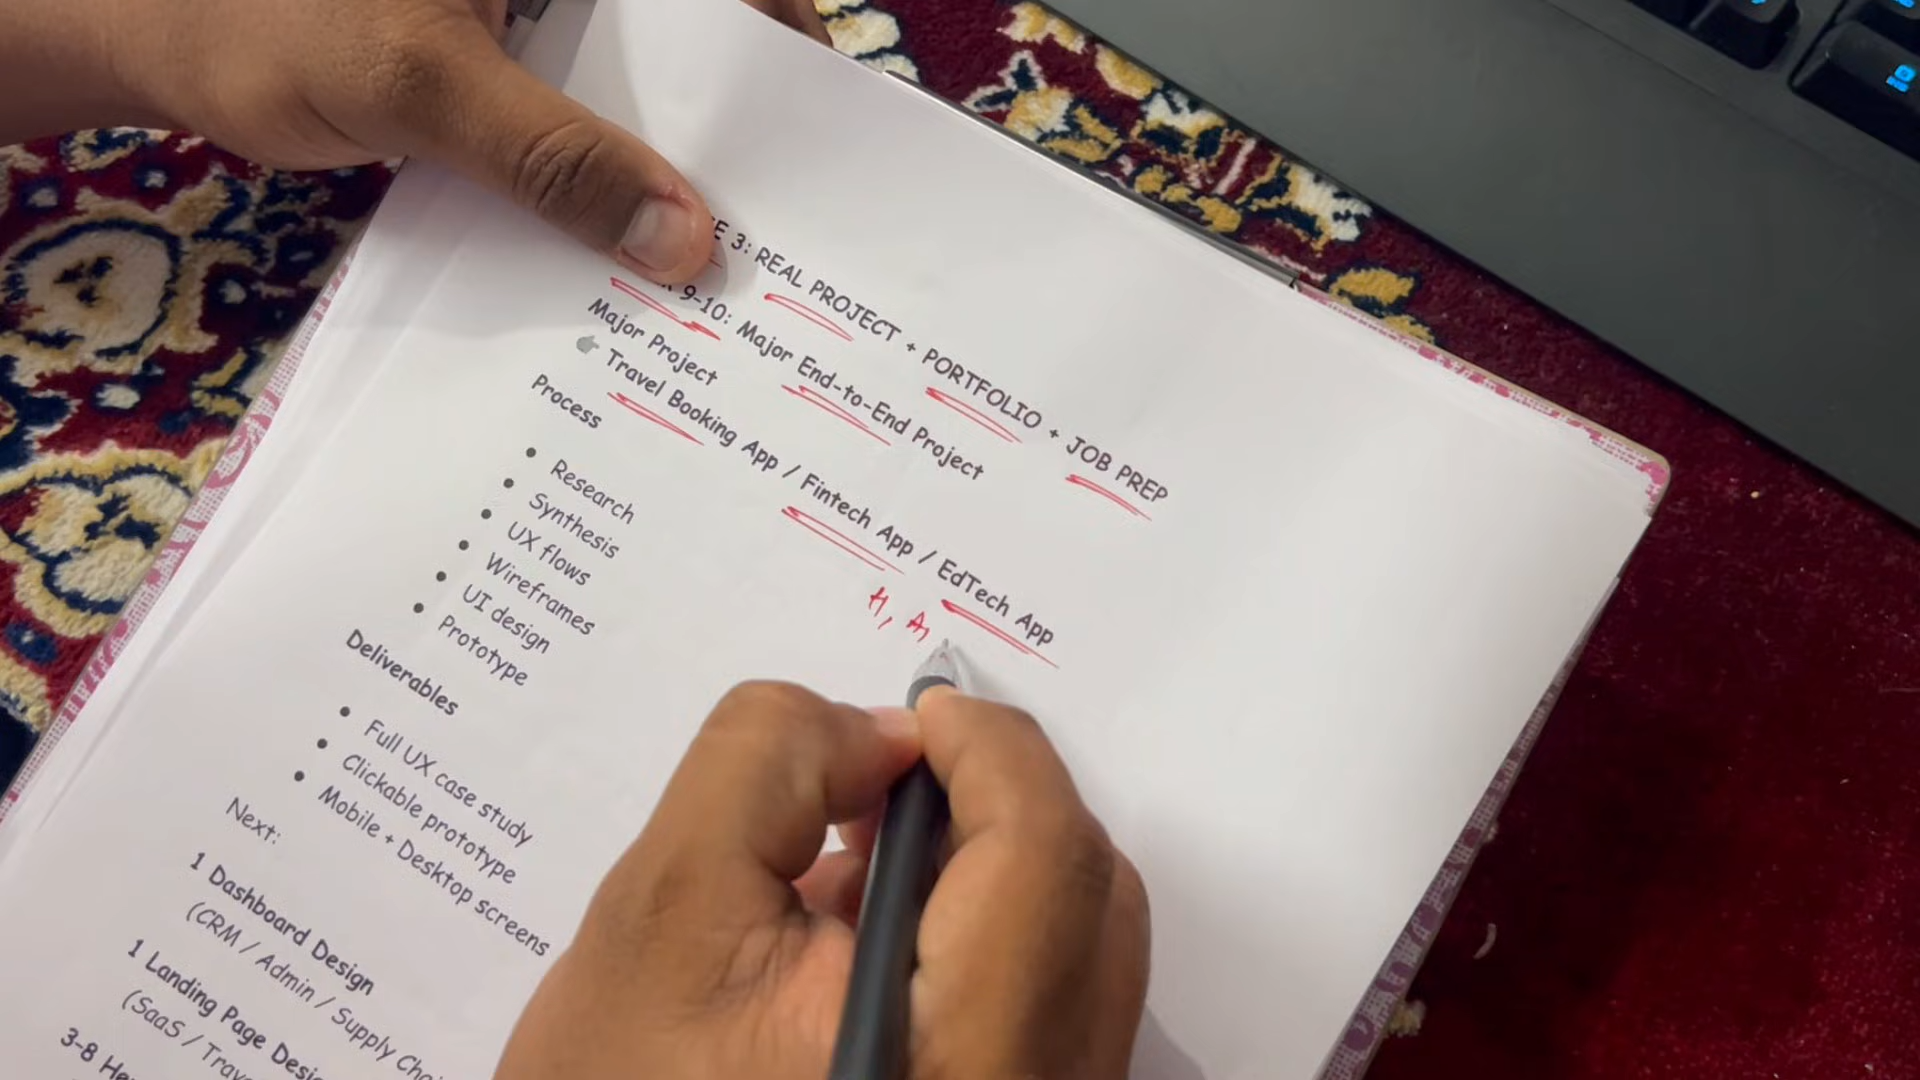 3: REAL PROJECT + PORTFOLIO + JOB PREP
9-10: Major End-to-End Project
Major Project
Travel Booking App / Fintech App / EdTech App
H, A,
Process
• Research
• Synthesis
• UX flows
• Wireframes
• UI design
• Prototype
Deliverables
• Full UX case study
• Clickable prototype
• Mobile + Desktop screens
Next:
1 Dashboard Design
(CRM / Admin / Supply
1 Landing Page
(SaaS /
3-8